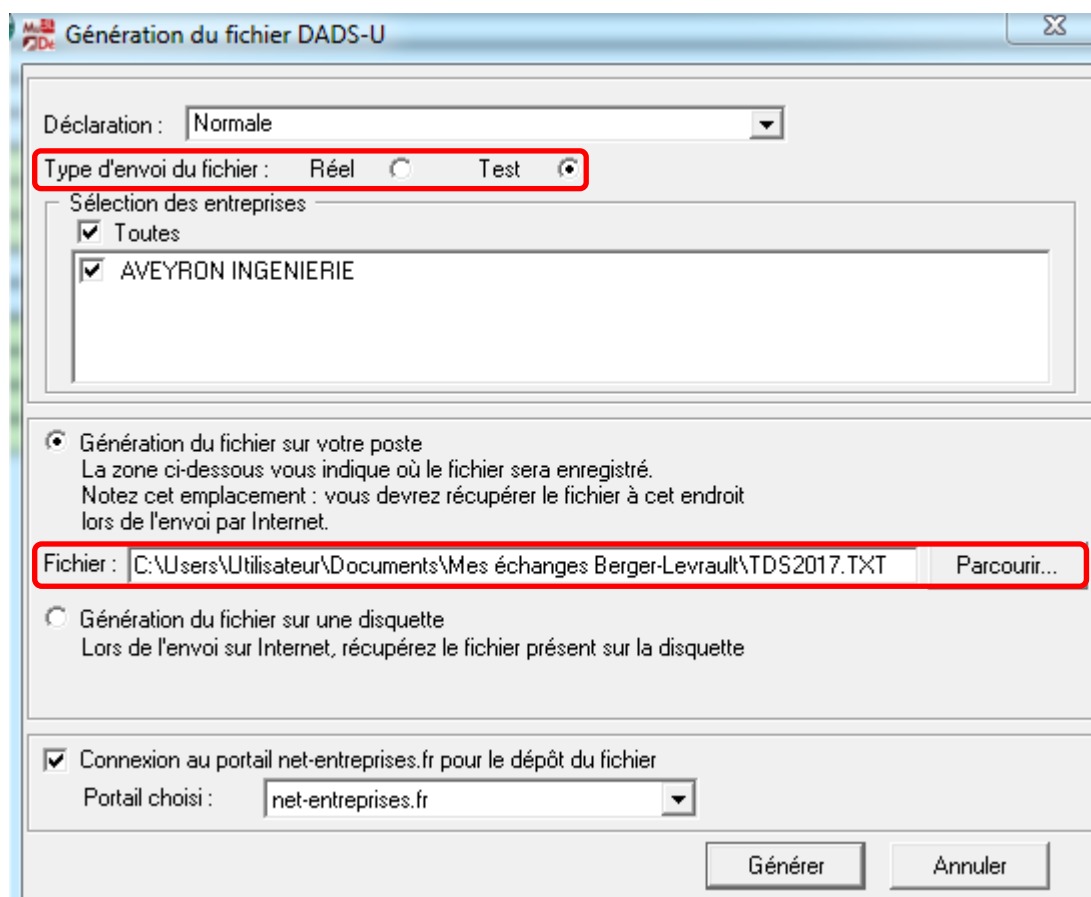 Génération du fichier DADS-U
Déclaration : Normale
Type d'envoi du fichier : Réel Test
Sélection des entreprises
Toutes
AVEYRON INGENIERIE
Génération du fichier sur votre poste
La zone ci-dessous vous indique où le fichier sera enregistré.
Notez cet emplacement : vous devrez récupérer le fichier à cet endroit
lors de l'envoi par Internet.
Fichier : C:\Users\Utilisateur\Documents\Mes échanges Berger-Levrault\TDS2017.TXT Parcourir...
Génération du fichier sur une disquette
Lors de l'envoi sur Internet, récupérez le fichier présent sur la disquette
Connexion au portail net-entreprises.fr pour le dépôt du fichier
Portail choisi : net-entreprises.fr
Générer Annuler